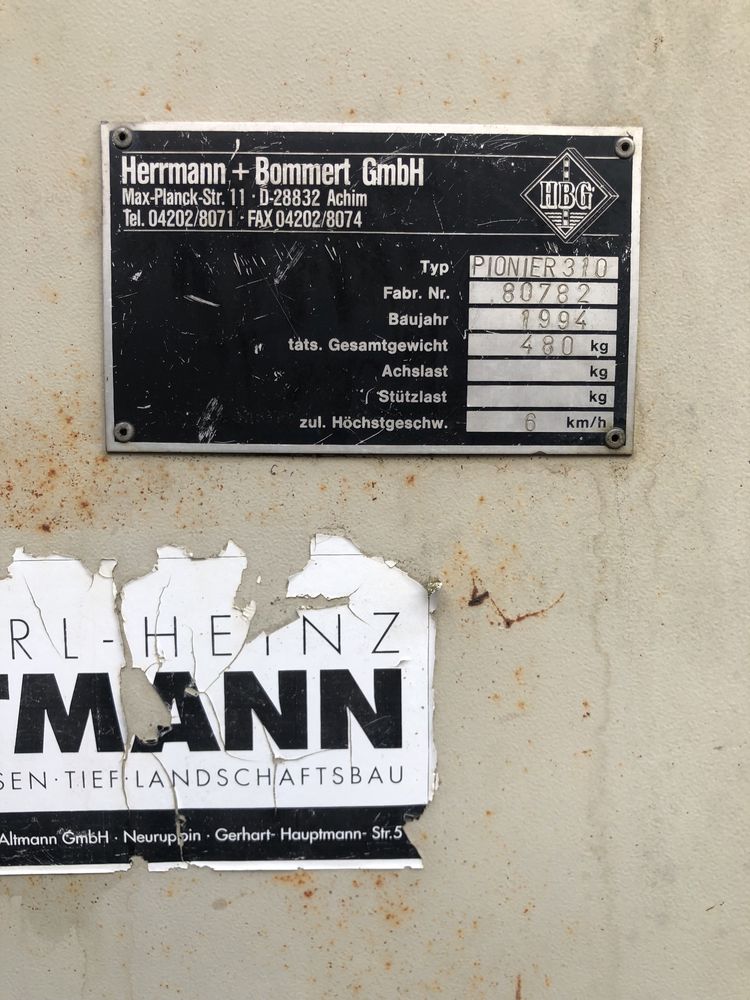 Herrmann + Bommert GmbH
Max-Planck-Str. 11 · D-28832 Achim
Tel. 04202/8071 · FAX 04202/8074
HBG
Typ PIONIER 310
Fabr. Nr. 80782
Baujahr 1994
tats. Gesamtgewicht 480 kg
Achslast kg
Stützlast kg
zul. Höchstgeschw. 6 km/h
RL-HEINZ
TMANN
SEN·TIEF·LANDSCHAFTSBAU
Altmann GmbH · Neuruppin · Gerhart-Hauptmann-Str.5